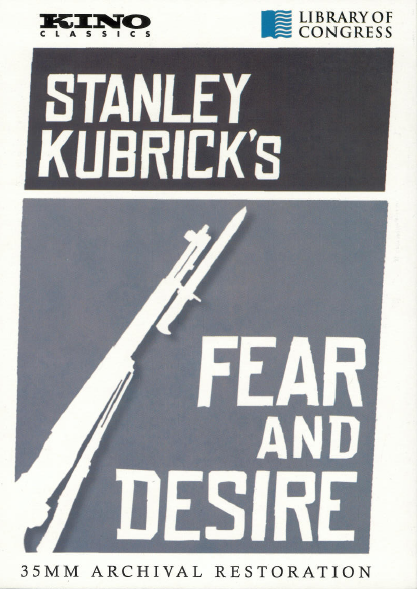 KINO
CLASSICS
LIBRARY OF
CONGRESS
STANLEY
KUBRICK'S
FEAR
AND
DESIRE
35MM ARCHIVAL RESTORATION